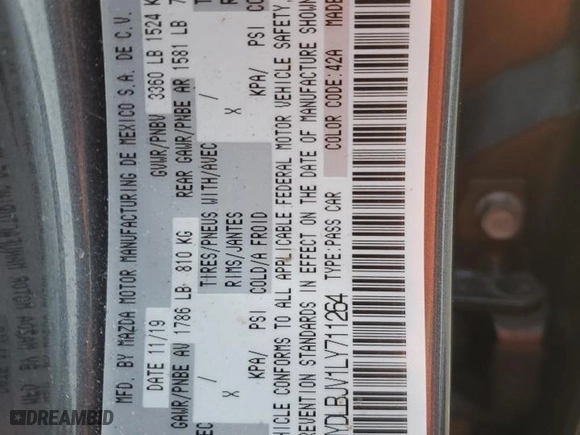 MFD. BY MAZDA MOTOR MANUFACTURING DE MEXICO S.A. DE C.V.
DATE 11/19 GVWR/PNBV 3360 LB 1524 K
GAWR/PNBE AV 1786 LB 810 KG REAR GAWR/PNBE AR 1581 LB
TIRES/PNEUS WITH/AVEC
RIMS/JANTES X X
COLD/A FROID KPA/ PSI KPA/ PSI
VEHICLE CONFORMS TO ALL APPLICABLE FEDERAL MOTOR VEHICLE SAFETY,
PREVENTION STANDARDS IN EFFECT ON THE DATE OF MANUFACTURE SHOWN
YDLBJV1LY711264 TYPE:PASS CAR COLOR CODE:42A MADE
DREAMBID